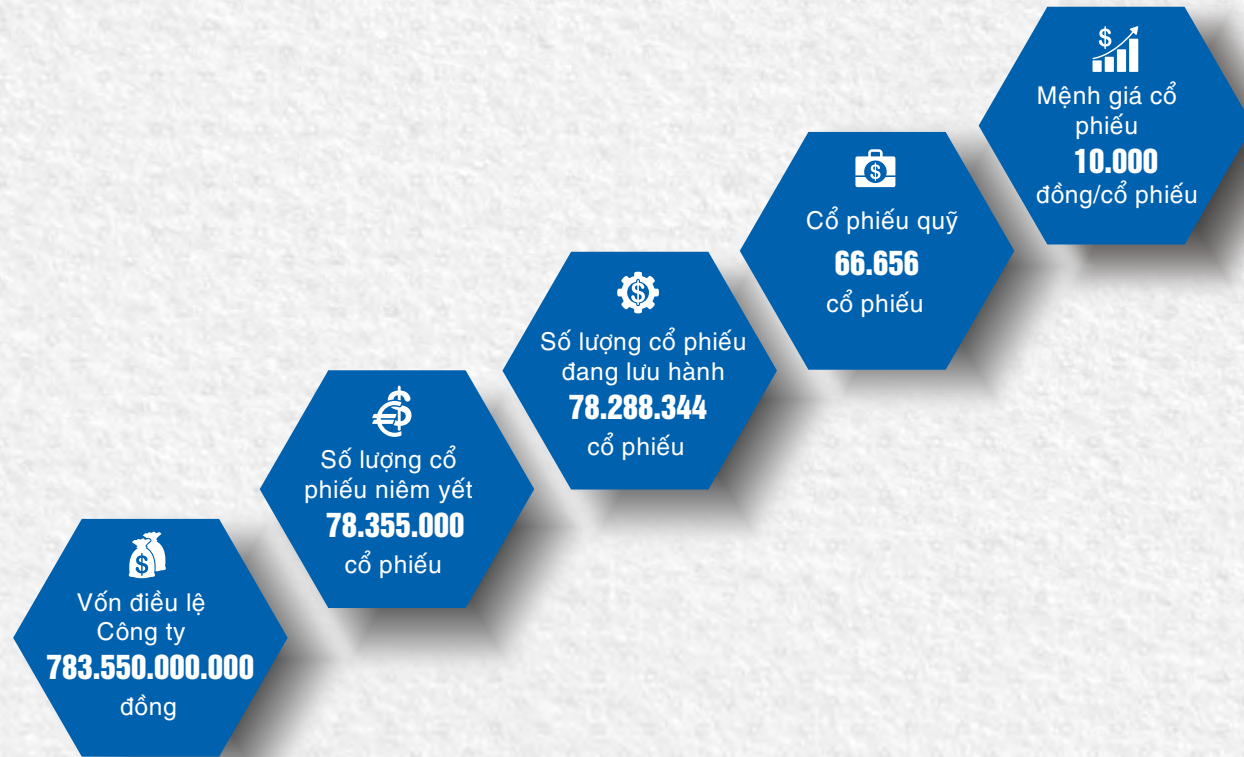 Vốn điều lệ
Công ty
783.550.000.000
đồng
Số lượng cổ
phiếu niêm yết
78.355.000
cổ phiếu
Số lượng cổ phiếu
đang lưu hành
78.288.344
cổ phiếu
Cổ phiếu quỹ
66.656
cổ phiếu
Mệnh giá cổ
phiếu
10.000
đồng/cổ phiếu